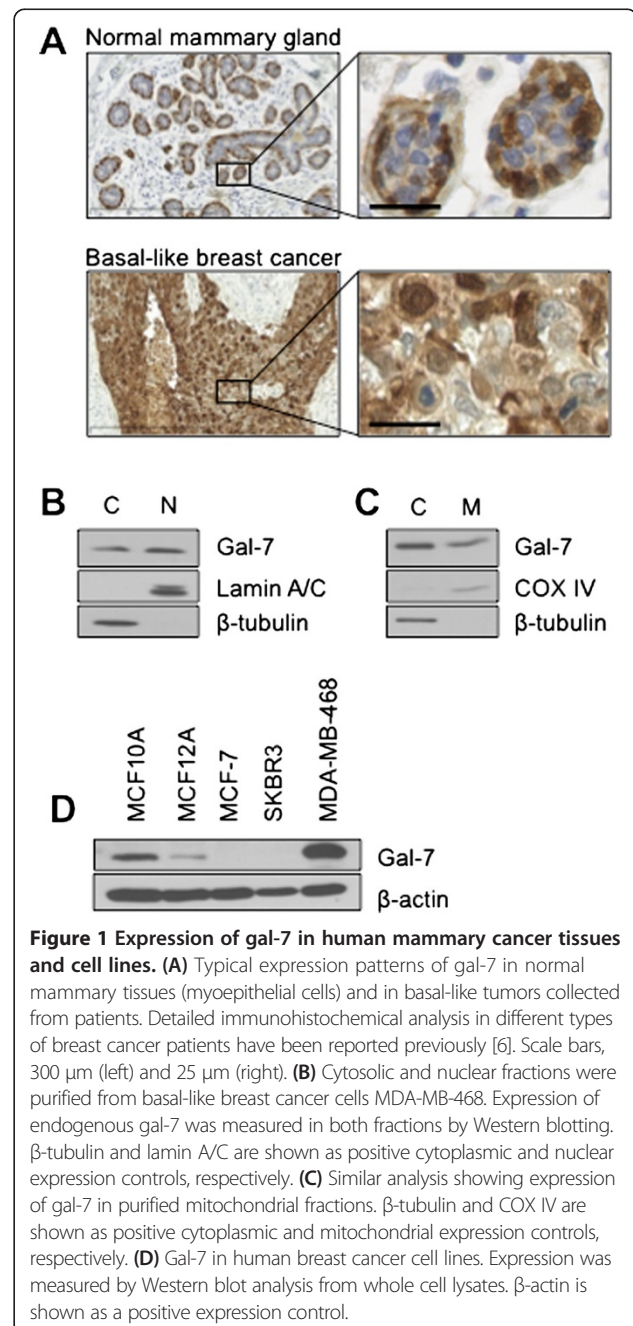 A
Normal mammary gland
Basal-like breast cancer
B
C N
Gal-7
Lamin A/C
β-tubulin
C
C M
Gal-7
COX IV
β-tubulin
D
MCF10A
MCF12A
MCF-7
SKBR3
MDA-MB-468
Gal-7
β-actin
Figure 1 Expression of gal-7 in human mammary cancer tissues
and cell lines. (A) Typical expression patterns of gal-7 in normal
mammary tissues (myoepithelial cells) and in basal-like tumors collected
from patients. Detailed immunohistochemical analysis in different types
of breast cancer patients have been reported previously [6]. Scale bars,
300 μm (left) and 25 μm (right). (B) Cytosolic and nuclear fractions were
purified from basal-like breast cancer cells MDA-MB-468. Expression of
endogenous gal-7 was measured in both fractions by Western blotting.
β-tubulin and lamin A/C are shown as positive cytoplasmic and nuclear
expression controls, respectively. (C) Similar analysis showing expression
of gal-7 in purified mitochondrial fractions. β-tubulin and COX IV are
shown as positive cytoplasmic and mitochondrial expression controls,
respectively. (D) Gal-7 in human breast cancer cell lines. Expression was
measured by Western blot analysis from whole cell lysates. β-actin is
shown as a positive expression control.